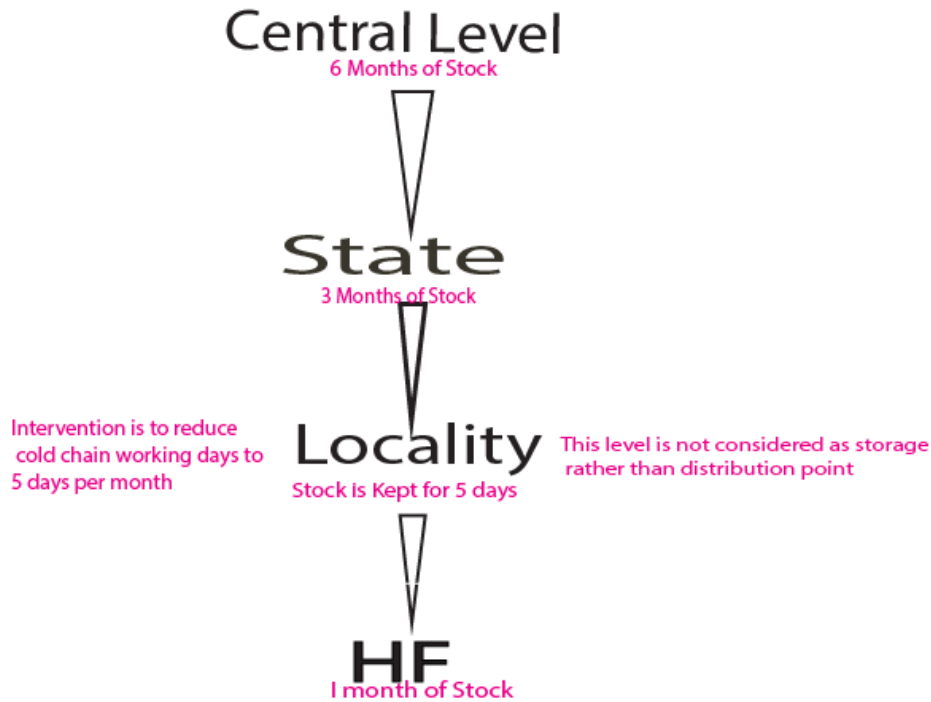 Central Level
6 Months of Stock
State
3 Months of Stock
Intervention is to reduce
cold chain working days to
5 days per month
Locality
Stock is Kept for 5 days
This level is not considered as storage
rather than distribution point
HF
I month of Stock